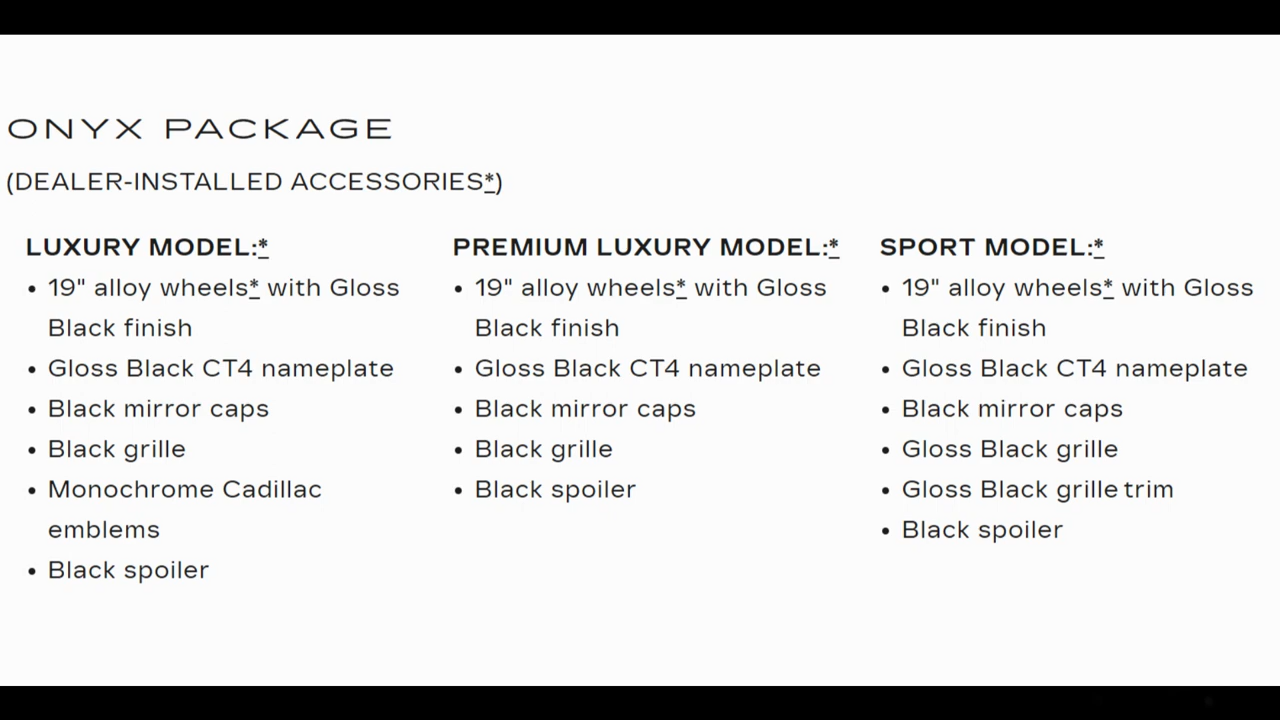 ONYX PACKAGE
(DEALER-INSTALLED ACCESSORIES*)
LUXURY MODEL:*
• 19" alloy wheels* with Gloss
Black finish
• Gloss Black CT4 nameplate
• Black mirror caps
• Black grille
• Monochrome Cadillac
emblems
• Black spoiler
PREMIUM LUXURY MODEL:*
• 19" alloy wheels* with Gloss
Black finish
• Gloss Black CT4 nameplate
• Black mirror caps
• Black grille
• Black spoiler
SPORT MODEL:*
• 19" alloy wheels* with Gloss
Black finish
• Gloss Black CT4 nameplate
• Black mirror caps
• Gloss Black grille
• Gloss Black grille trim
• Black spoiler